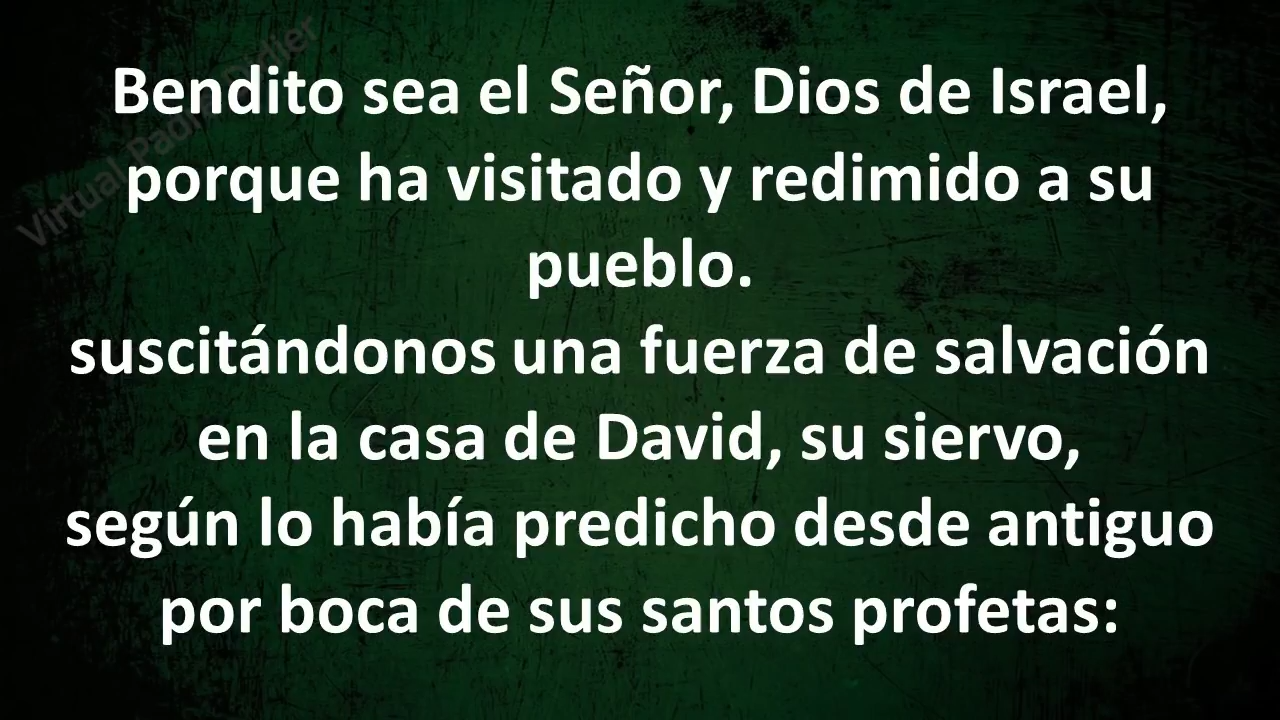 Bendito sea el Señor, Dios de Israel,
porque ha visitado y redimido a su
pueblo.
suscitándonos una fuerza de salvación
en la casa de David, su siervo,
según lo había predicho desde antiguo
por boca de sus santos profetas: